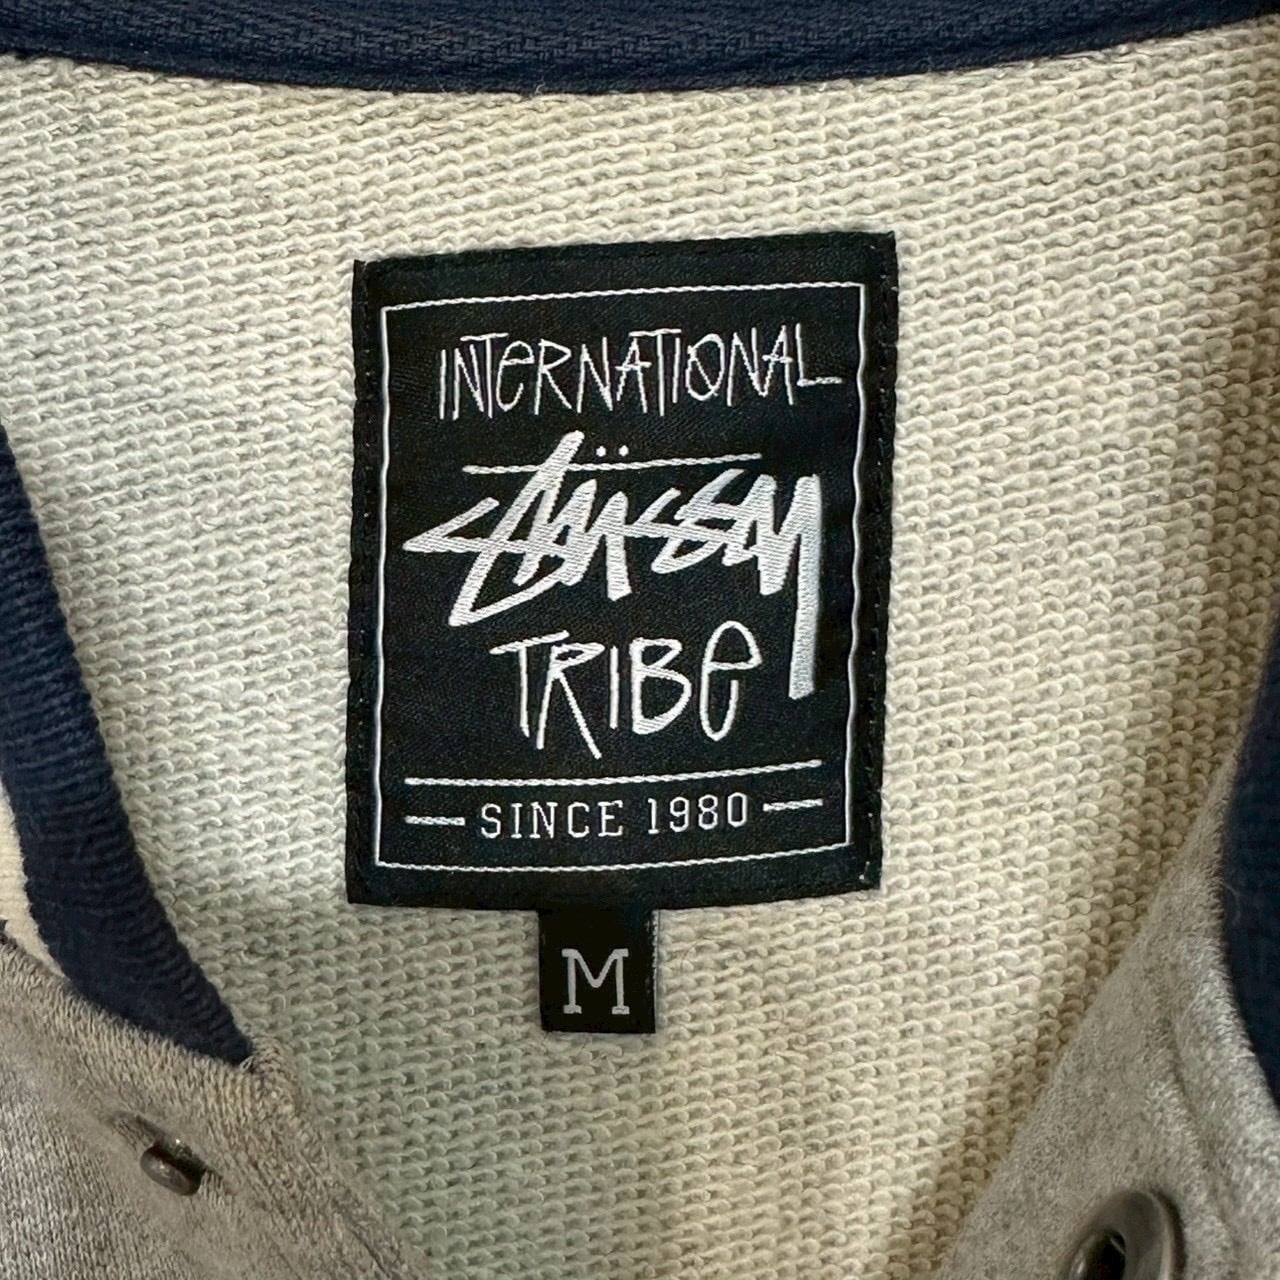 INTERNATIONAL
STÜSSY
TRIBE
SINCE 1980
M